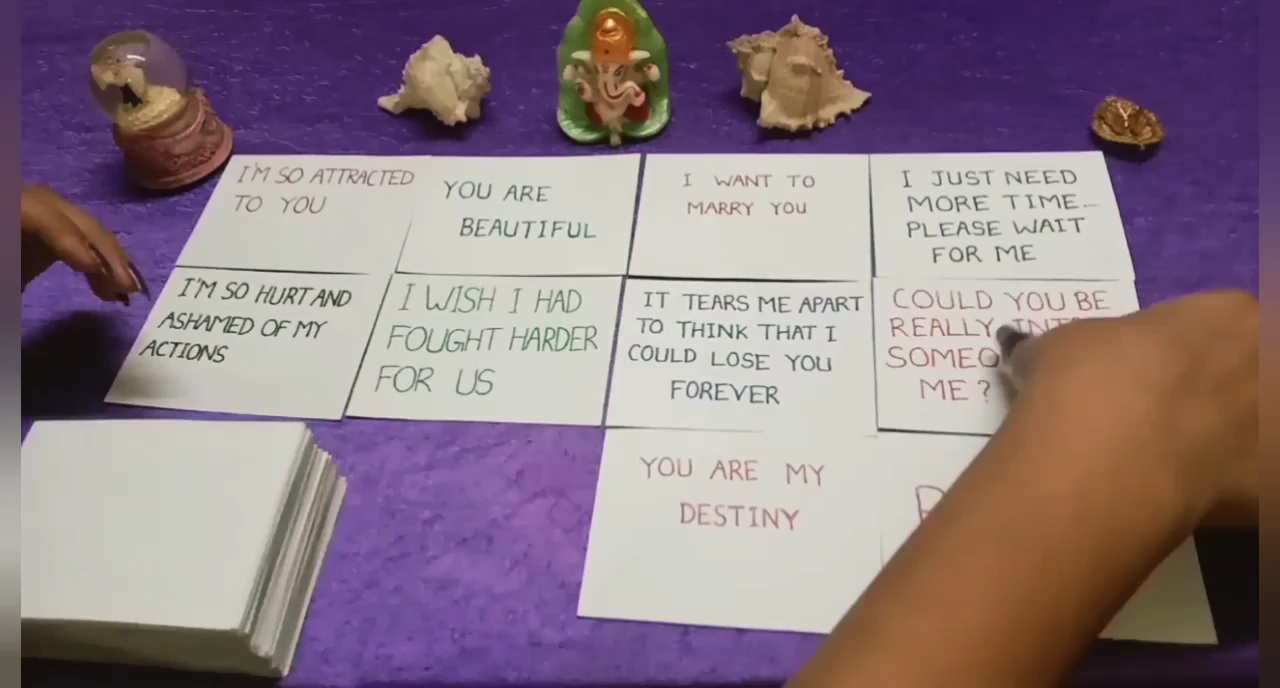 I'M SO ATTRACTED
TO YOU
YOU ARE
BEAUTIFUL
I WANT TO
MARRY YOU
I JUST NEED
MORE TIME...
PLEASE WAIT
FOR ME
I'M SO HURT AND
ASHAMED OF MY
ACTIONS
I WISH I HAD
FOUGHT HARDER
FOR US
IT TEARS ME APART
TO THINK THAT I
COULD LOSE YOU
FOREVER
COULD YOU BE
REALLY
ME?
YOU ARE MY
DESTINY